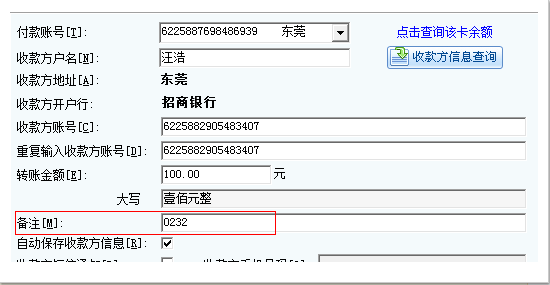 付款账号[T]: 6225887698486939 东莞 点击查询该卡余额
收款方户名[N]: 汪浩 收款方信息查询
收款方地址[A]: 东莞
收款方开户行: 招商银行
收款方账号[C]: 6225882905483407
重复输入收款方账号[D]: 6225882905483407
转账金额[E]: 100.00 元
大写 壹佰元整
备注[M]: 0232
自动保存收款方信息[R]: